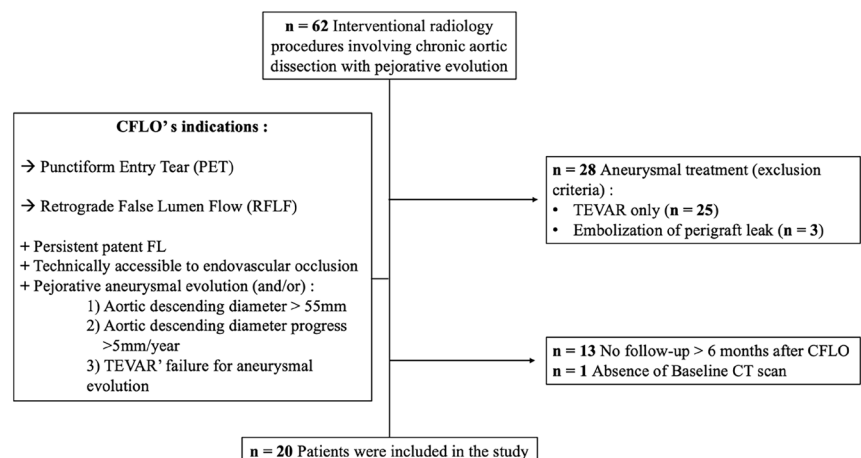 n = 62 Interventional radiology
procedures involving chronic aortic
dissection with pejorative evolution
CFLO’s indications :
→ Punctiform Entry Tear (PET)
→ Retrograde False Lumen Flow (RFLF)
+ Persistent patent FL
+ Technically accessible to endovascular occlusion
+ Pejorative aneurysmal evolution (and/or) :
1) Aortic descending diameter > 55mm
2) Aortic descending diameter progress
>5mm/year
3) TEVAR’ failure for aneurysmal
evolution
n = 28 Aneurysmal treatment (exclusion
criteria) :
• TEVAR only (n = 25)
• Embolization of perigraft leak (n = 3)
n = 13 No follow-up > 6 months after CFLO
n = 1 Absence of Baseline CT scan
n = 20 Patients were included in the study